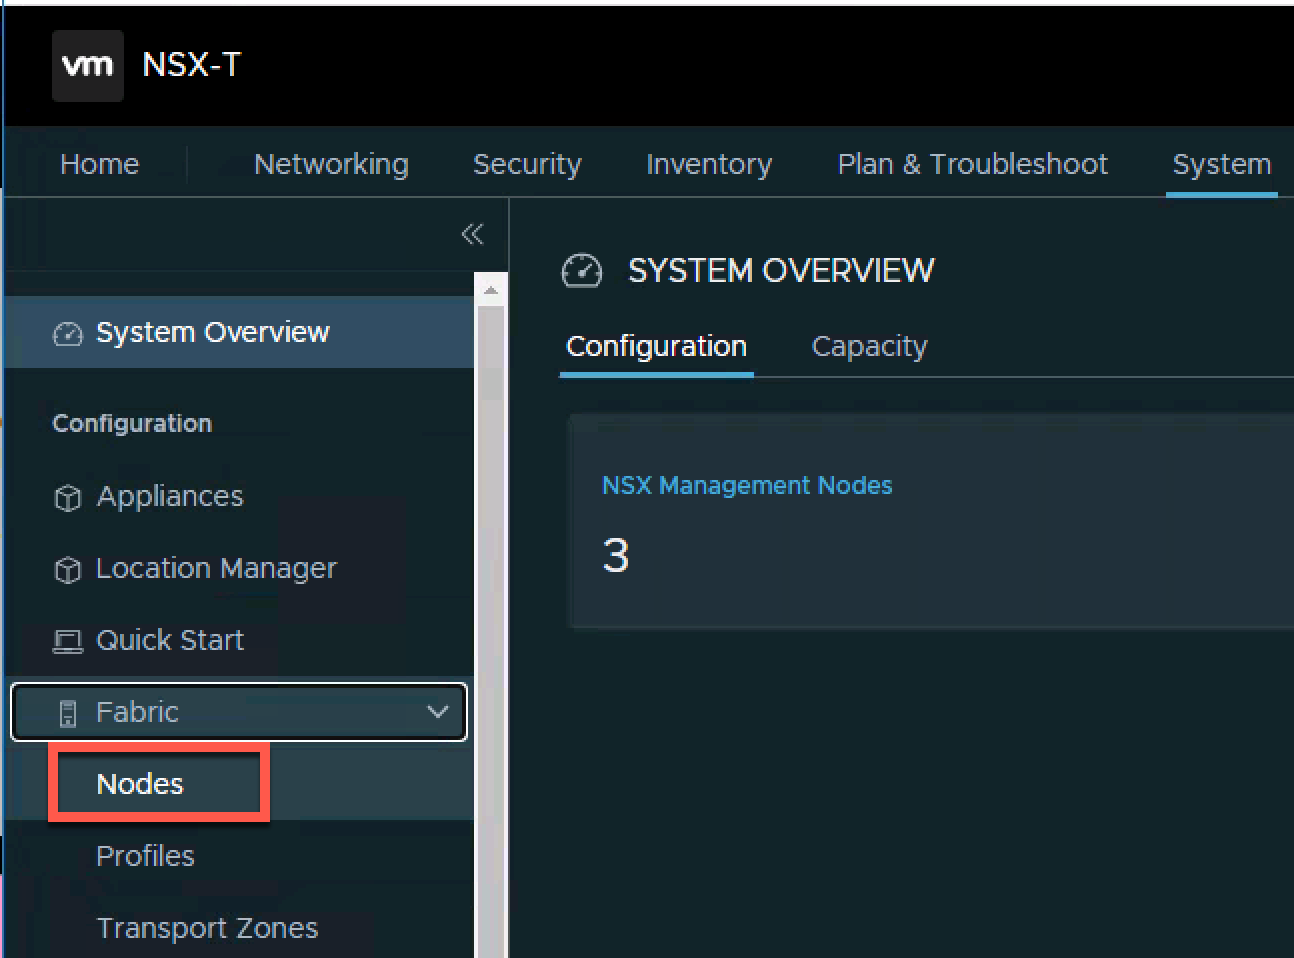 vm NSX-T
Home Networking Security Inventory Plan & Troubleshoot System
System Overview
Configuration
Appliances
Location Manager
Quick Start
Fabric
Nodes
Profiles
Transport Zones
SYSTEM OVERVIEW
Configuration Capacity
NSX Management Nodes
3